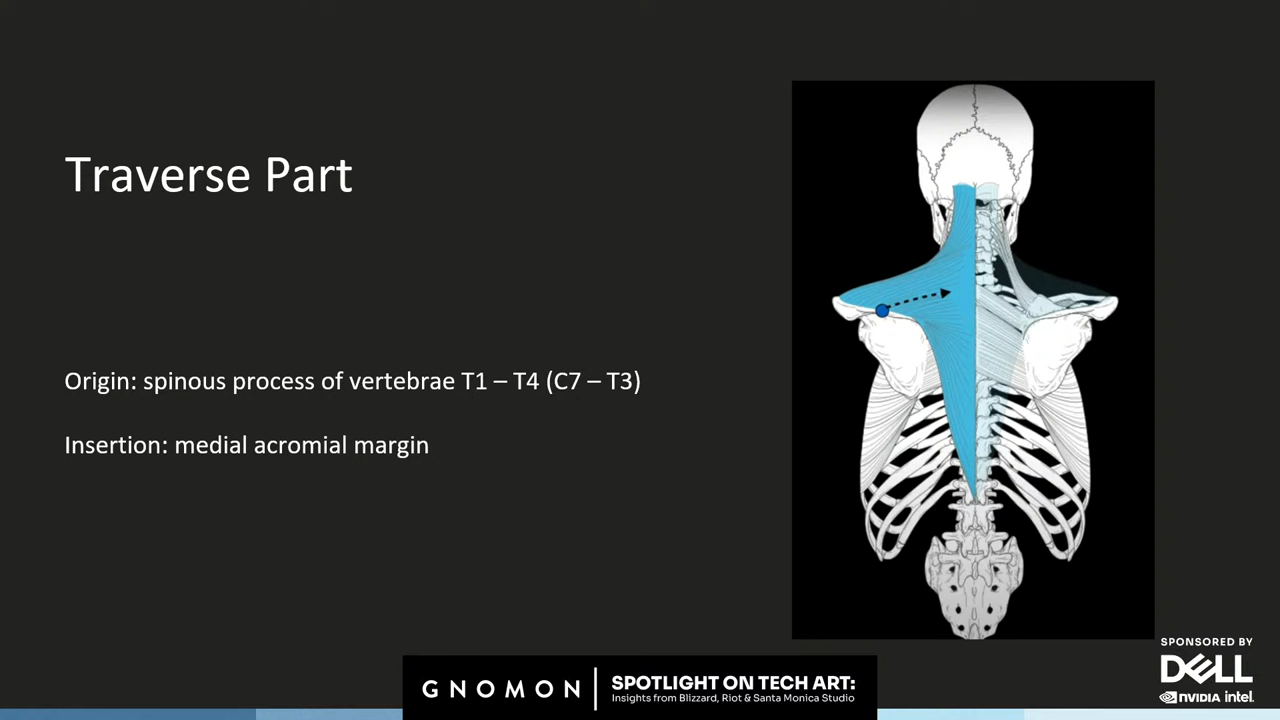 Traverse Part
Origin: spinous process of vertebrae T1 – T4 (C7 – T3)
Insertion: medial acromial margin
SPONSORED BY
DELL
NVIDIA intel.
GNOMON
SPOTLIGHT ON TECH ART:
Insights from Blizzard, Riot & Santa Monica Studio